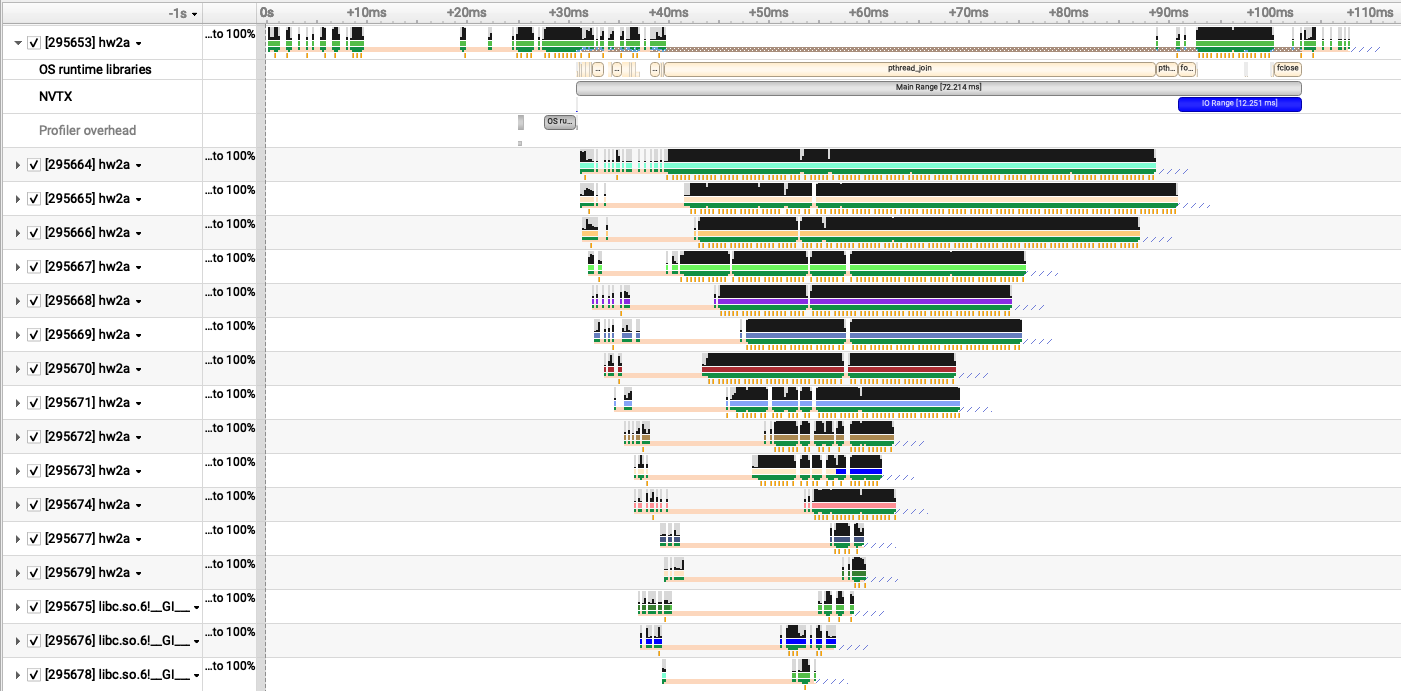 -1s 0s +10ms +20ms +30ms +40ms +50ms +60ms +70ms +80ms +90ms +100ms +110ms
[295653] hw2a ...to 100%
OS runtime libraries ... ... ... pthread_join pth... fo... fclose
NVTX Main Range [72.214 ms]
IO Range [12.251 ms]
Profiler overhead OS ru...
[295664] hw2a ...to 100%
[295665] hw2a ...to 100%
[295666] hw2a ...to 100%
[295667] hw2a ...to 100%
[295668] hw2a ...to 100%
[295669] hw2a ...to 100%
[295670] hw2a ...to 100%
[295671] hw2a ...to 100%
[295672] hw2a ...to 100%
[295673] hw2a ...to 100%
[295674] hw2a ...to 100%
[295677] hw2a ...to 100%
[295679] hw2a ...to 100%
[295675] libc.so.6!__GI__ ...to 100%
[295676] libc.so.6!__GI__ ...to 100%
[295678] libc.so.6!__GI__ ...to 100%